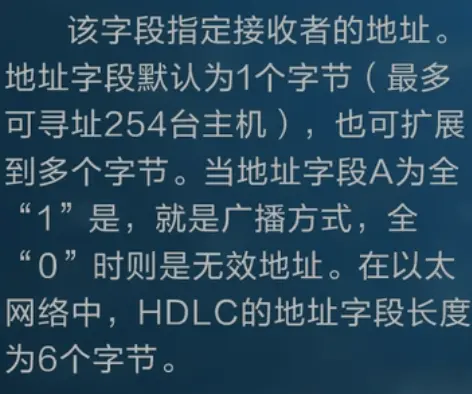 该字段指定接收者的地址。
地址字段默认为1个字节（最多
可寻址254台主机），也可扩展
到多个字节。当地址字段A为全
“1”是，就是广播方式，全
“0”时则是无效地址。在以太
网络中，HDLC的地址字段长度
为6个字节。